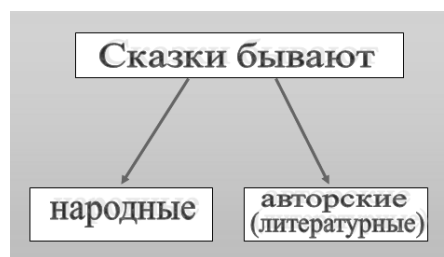 Сказки бывают
народные
авторские
(литературные)